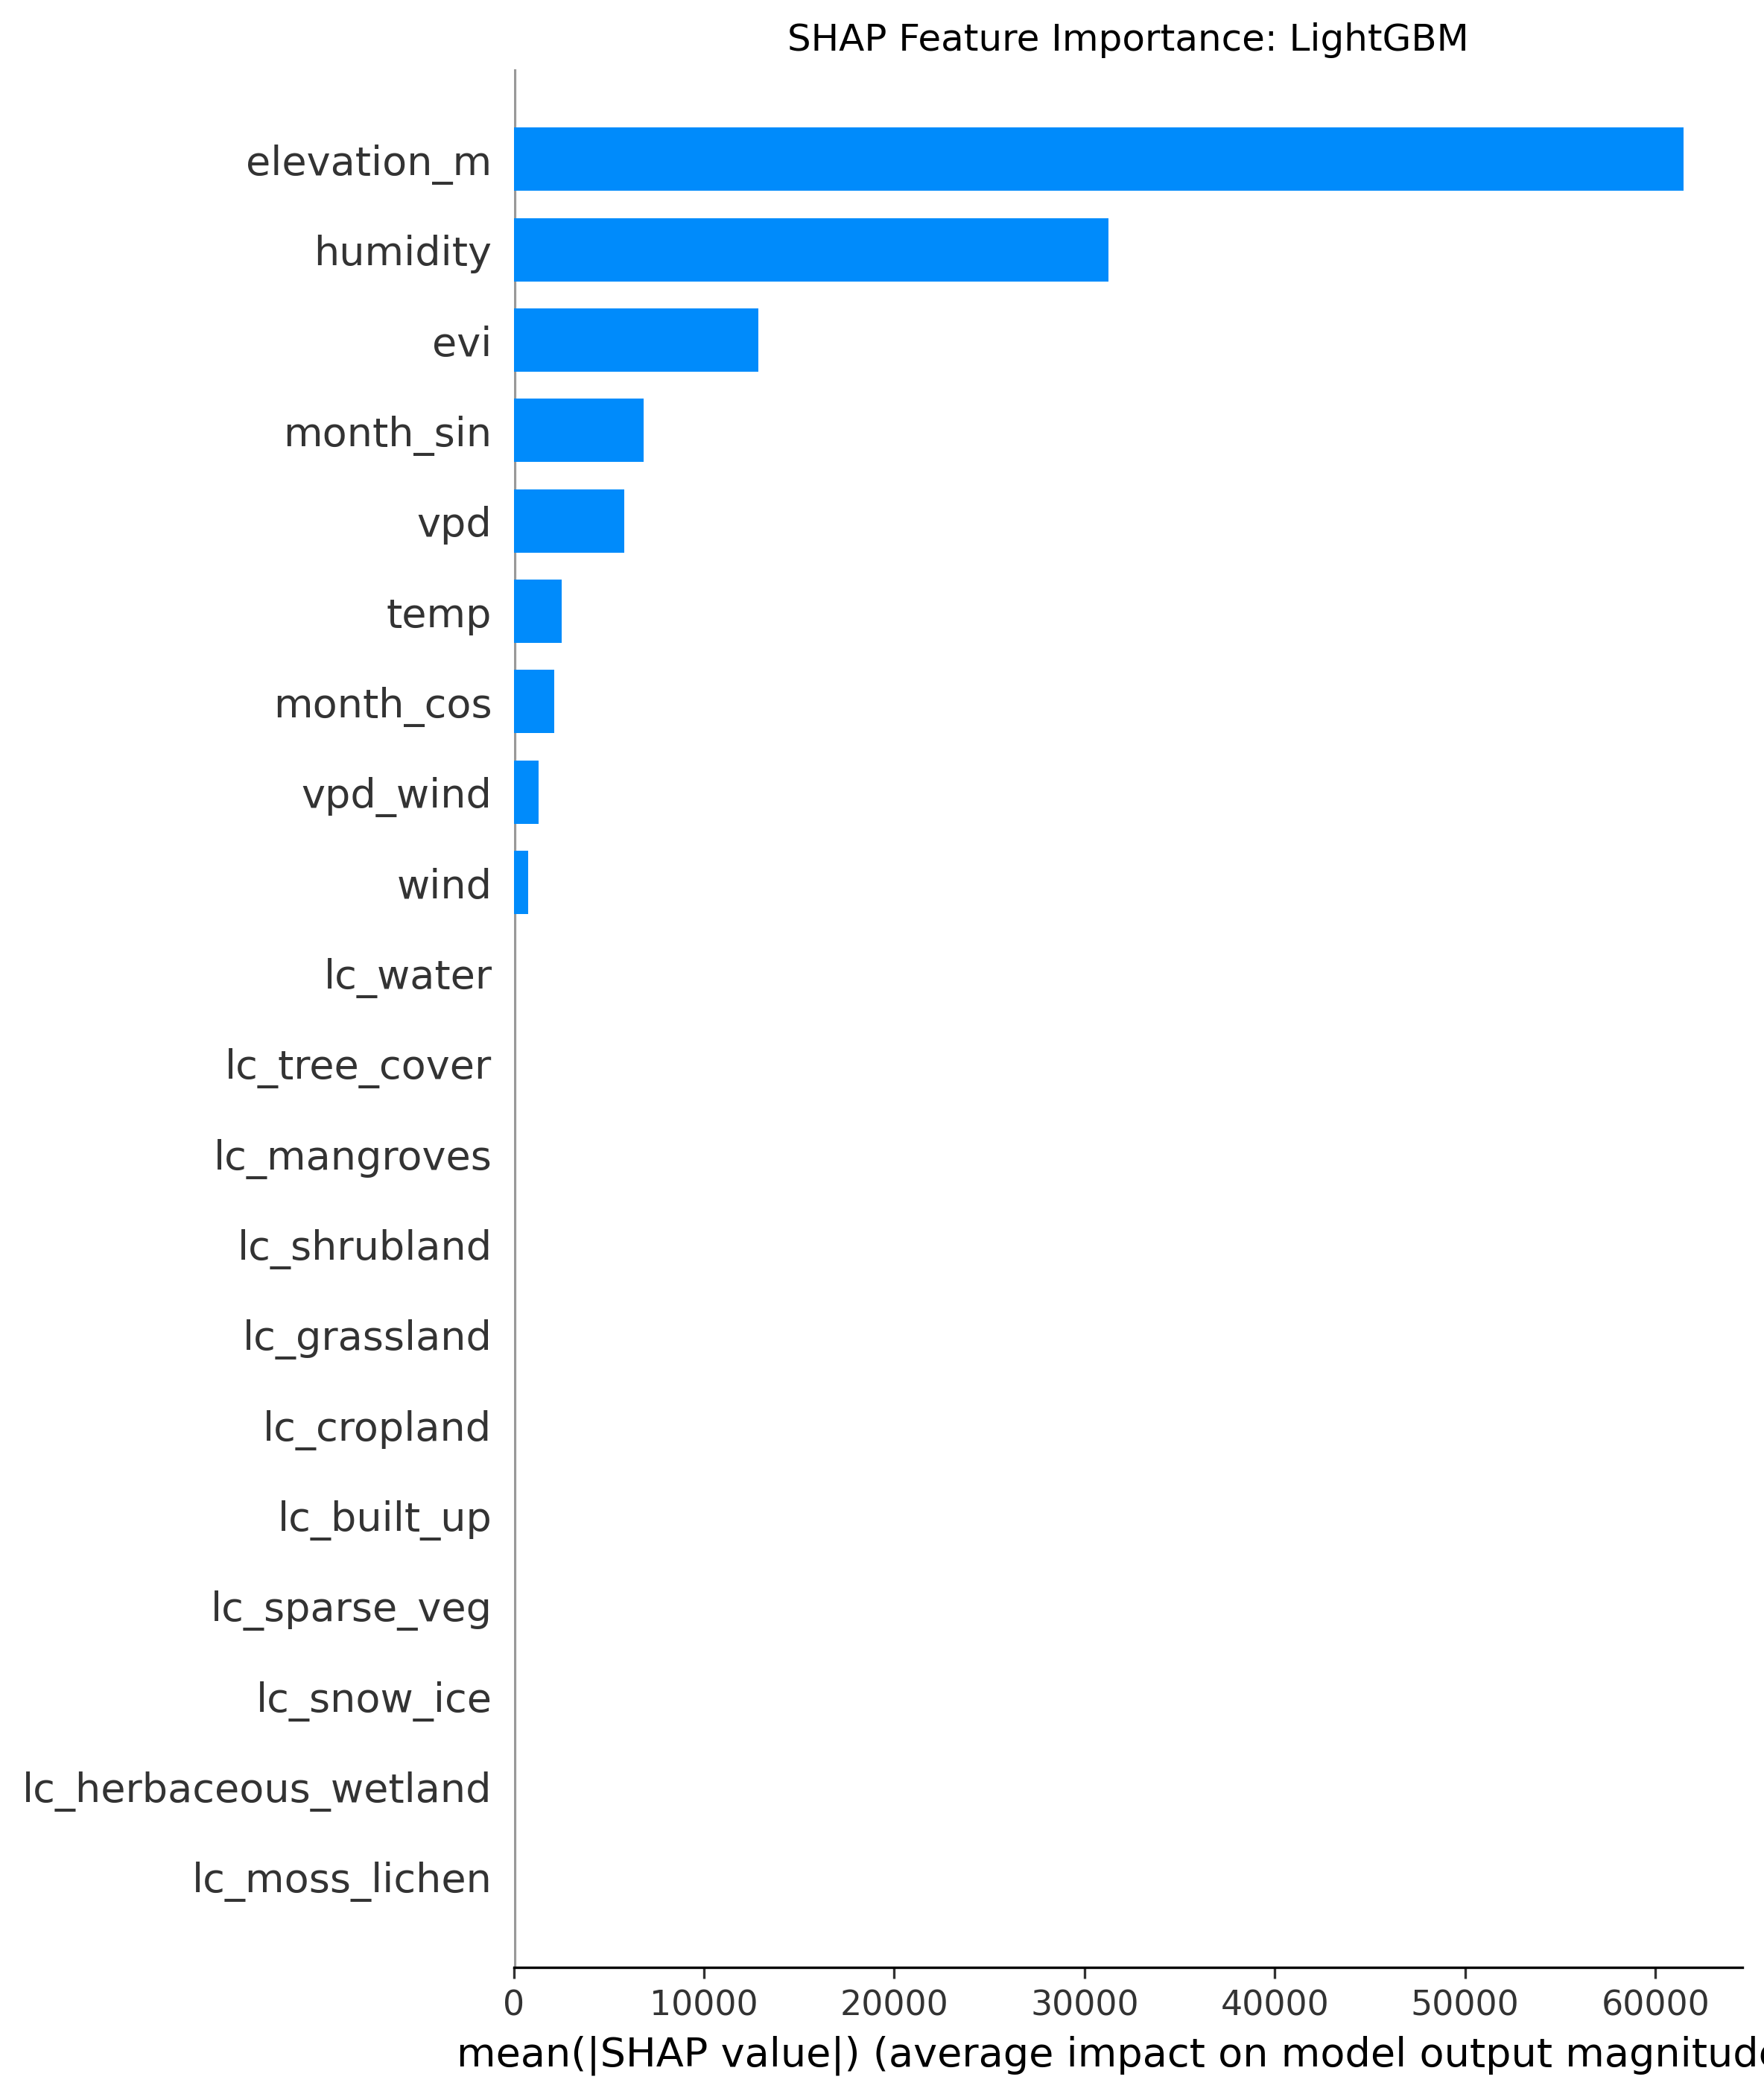 SHAP Feature Importance: LightGBM
elevation_m
humidity
evi
month_sin
vpd
temp
month_cos
vpd_wind
wind
lc_water
lc_tree_cover
lc_mangroves
lc_shrubland
lc_grassland
lc_cropland
lc_built_up
lc_sparse_veg
lc_snow_ice
lc_herbaceous_wetland
lc_moss_lichen
0 10000 20000 30000 40000 50000 60000
mean(|SHAP value|) (average impact on model output magnitude